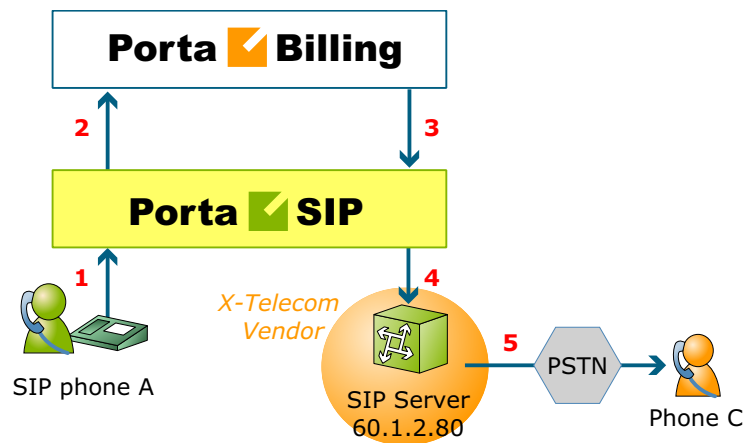 Porta Billing
2
3
Porta SIP
1
4
X-Telecom
Vendor
5
PSTN
SIP phone A
SIP Server
60.1.2.80
Phone C